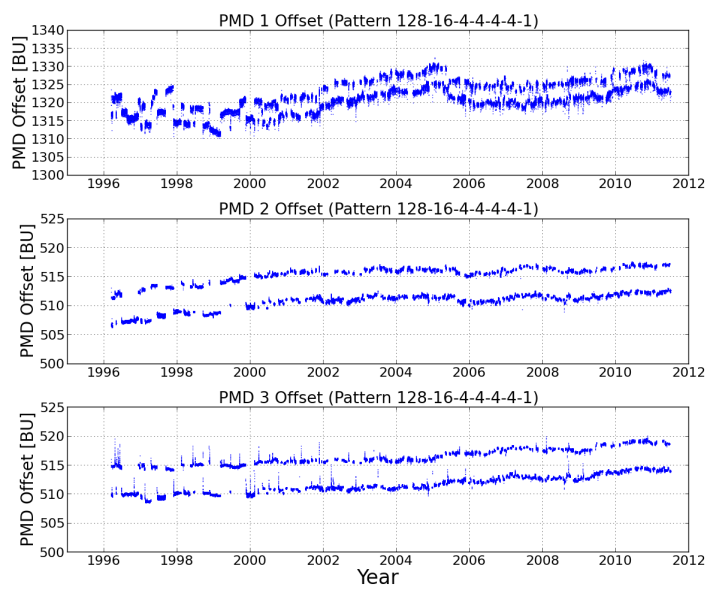 PMD 1 Offset (Pattern 128-16-4-4-4-4-1)
PMD Offset [BU]
1340
1335
1330
1325
1320
1315
1310
1305
1300
1996 1998 2000 2002 2004 2006 2008 2010 2012
PMD 2 Offset (Pattern 128-16-4-4-4-4-1)
PMD Offset [BU]
525
520
515
510
505
500
1996 1998 2000 2002 2004 2006 2008 2010 2012
PMD 3 Offset (Pattern 128-16-4-4-4-4-1)
PMD Offset [BU]
525
520
515
510
505
500
1996 1998 2000 2002 2004 2006 2008 2010 2012
Year